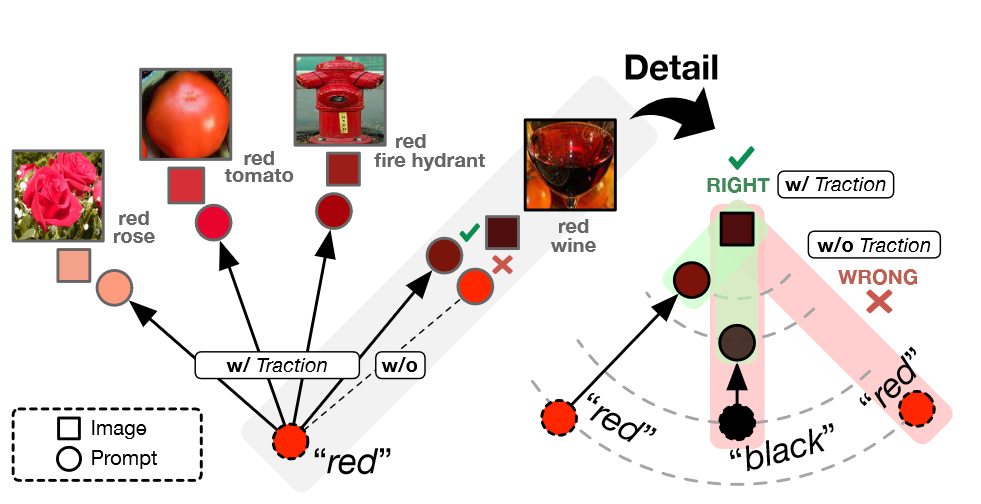 Detail
red
tomato
red
fire hydrant
red
rose
red
wine
RIGHT
w/ Traction
w/o Traction
WRONG
w/ Traction
w/o
"red"
"red"
"black"
"red"
Image
Prompt